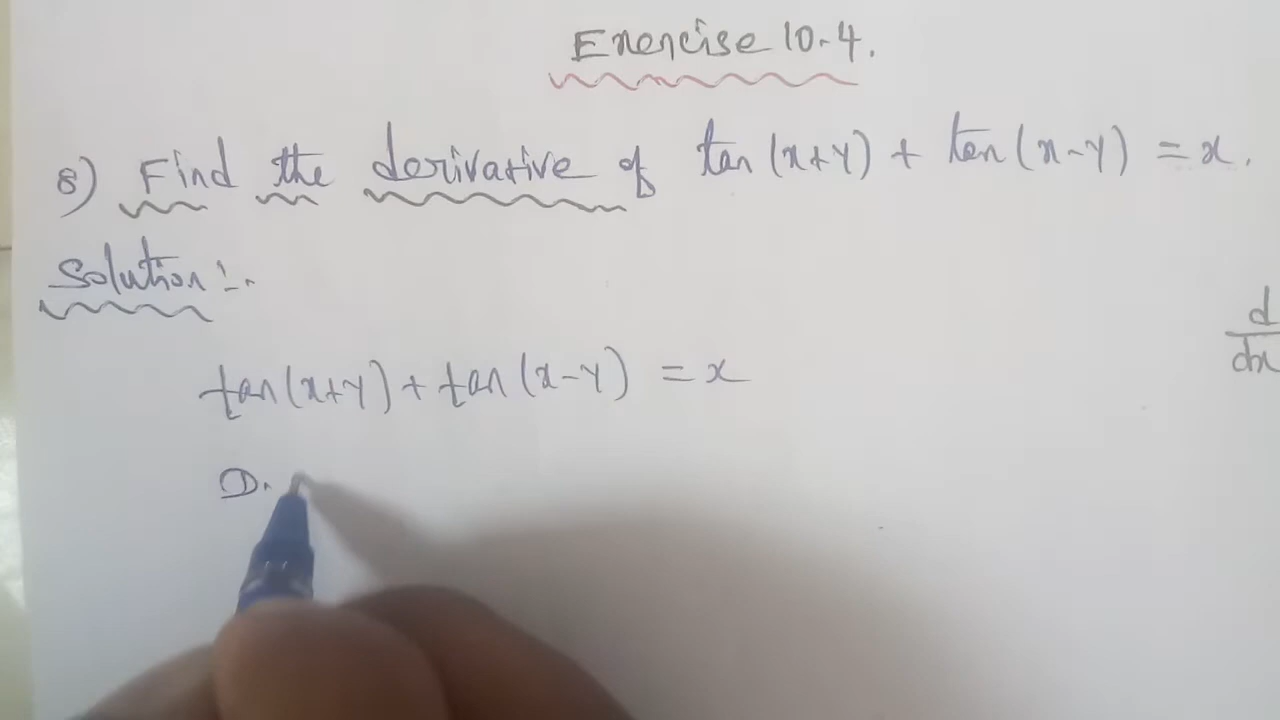 Exercise 10.4.
8) Find the derivative of tan(x+y) + tan(x-y) = x.
Solution:-
d
dx
tan(x+y) + tan(x-y) = x
D.